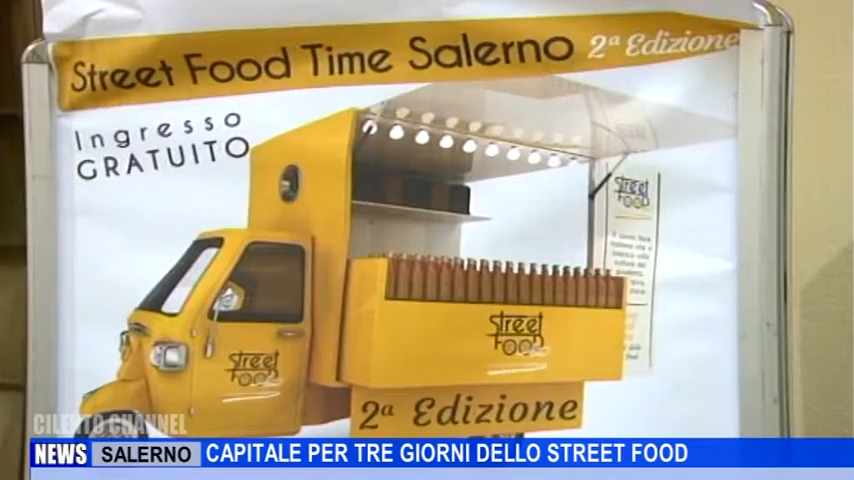 Street Food Time Salerno 2ª Edizione
Ingresso
GRATUITO
Street
Food
street
FOOD
street
FOOD
2ª Edizione
CILENTO CHANNEL
NEWS SALERNO CAPITALE PER TRE GIORNI DELLO STREET FOOD